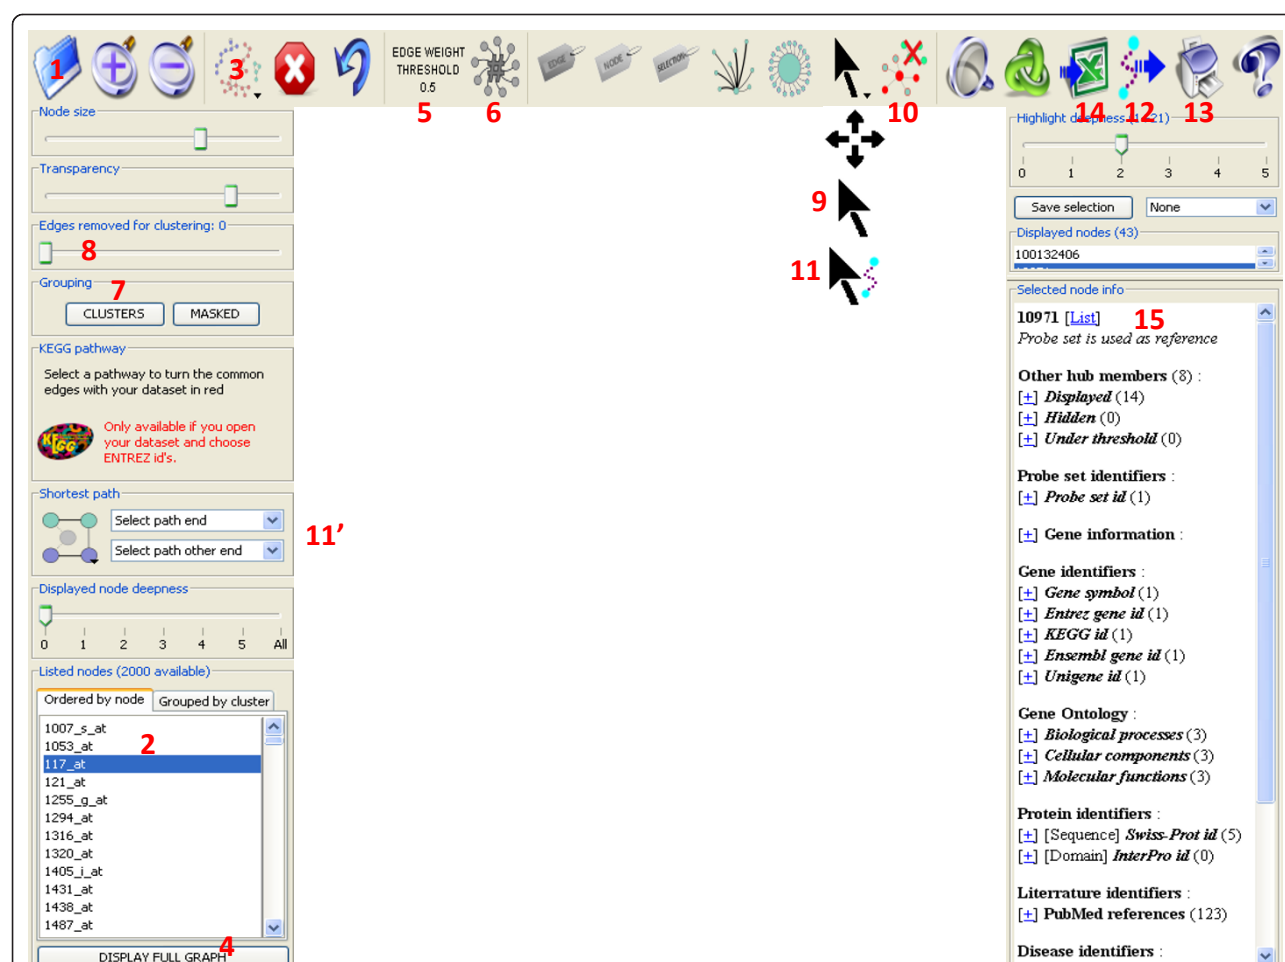 1
3
EDGE WEIGHT
THRESHOLD
0.5
EDGE
NODE
SELECTION
5
6
10
14
12
13
Node size
Transparency
Edges removed for clustering: 0
8
Grouping
7
CLUSTERS
MASKED
KEGG pathway
Select a pathway to turn the common
edges with your dataset in red
KEGG
Only available if you open
your dataset and choose
ENTREZ id's.
Shortest path
Select path end
Select path other end
11’
Displayed node deepness
0 1 2 3 4 5 All
Listed nodes (2000 available)
Ordered by node
Grouped by cluster
1007_s_at
2
1053_at
117_at
121_at
1255_g_at
1294_at
1316_at
1320_at
1405_i_at
1431_at
1438_at
1487_at
4
DISPLAY FULL GRAPH
9
11
Highlight deepness
21)
0 1 2 3 4 5
Save selection
None
Displayed nodes (43)
100132406
Selected node info
10971 [List]
15
Probe set is used as reference
Other hub members (8) :
[+] Displayed (14)
[+] Hidden (0)
[+] Under threshold (0)
Probe set identifiers :
[+] Probe set id (1)
[+] Gene information :
Gene identifiers :
[+] Gene symbol (1)
[+] Entrez gene id (1)
[+] KEGG id (1)
[+] Ensembl gene id (1)
[+] Unigene id (1)
Gene Ontology :
[+] Biological processes (3)
[+] Cellular components (3)
[+] Molecular functions (3)
Protein identifiers :
[+] [Sequence] Swiss-Prot id (5)
[+] [Domain] InterPro id (0)
Literrature identifiers :
[+] PubMed references (123)
Disease identifiers :